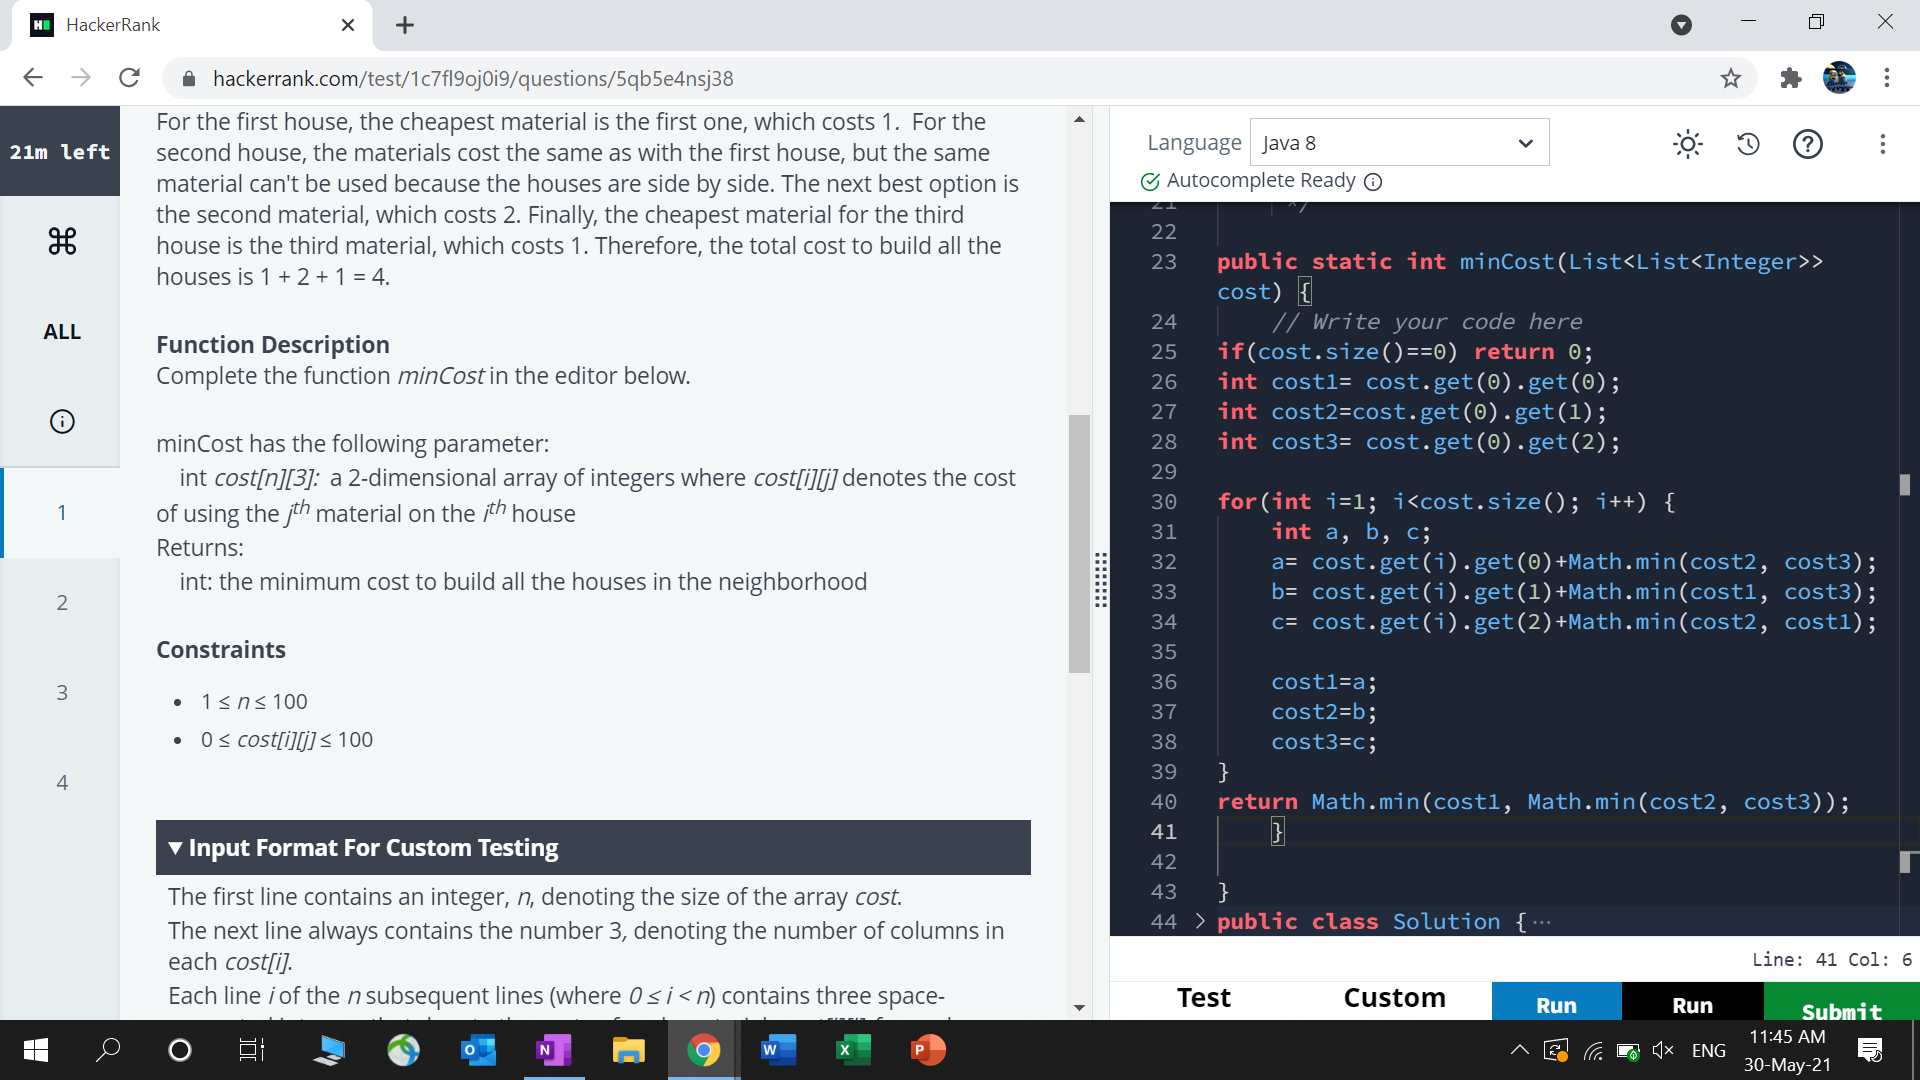 HackerRank
hackerrank.com/test/1c7fl9oj0i9/questions/5qb5e4nsj38
21m left
ALL
1
2
3
4
For the first house, the cheapest material is the first one, which costs 1. For the
second house, the materials cost the same as with the first house, but the same
material can't be used because the houses are side by side. The next best option is
the second material, which costs 2. Finally, the cheapest material for the third
house is the third material, which costs 1. Therefore, the total cost to build all the
houses is 1 + 2 + 1 = 4.
Function Description
Complete the function minCost in the editor below.
minCost has the following parameter:
int cost[n][3]: a 2-dimensional array of integers where cost[i][j] denotes the cost
of using the jth material on the ith house
Returns:
int: the minimum cost to build all the houses in the neighborhood
Constraints
• 1 ≤ n ≤ 100
• 0 ≤ cost[i][j] ≤ 100
▼ Input Format For Custom Testing
The first line contains an integer, n, denoting the size of the array cost.
The next line always contains the number 3, denoting the number of columns in
each cost[i].
Each line i of the n subsequent lines (where 0 ≤ i < n) contains three space-
Language Java 8
Autocomplete Ready
21 */
22
23 public static int minCost(List<List<Integer>>
cost) {
24 // Write your code here
25 if(cost.size()==0) return 0;
26 int cost1= cost.get(0).get(0);
27 int cost2=cost.get(0).get(1);
28 int cost3= cost.get(0).get(2);
29
30 for(int i=1; i<cost.size(); i++) {
31 int a, b, c;
32 a= cost.get(i).get(0)+Math.min(cost2, cost3);
33 b= cost.get(i).get(1)+Math.min(cost1, cost3);
34 c= cost.get(i).get(2)+Math.min(cost2, cost1);
35
36 cost1=a;
37 cost2=b;
38 cost3=c;
39 }
40 return Math.min(cost1, Math.min(cost2, cost3));
41 }
42
43 }
44 > public class Solution {···
Line: 41 Col: 6
Test Custom Run Run Submit
ENG
11:45 AM
30-May-21